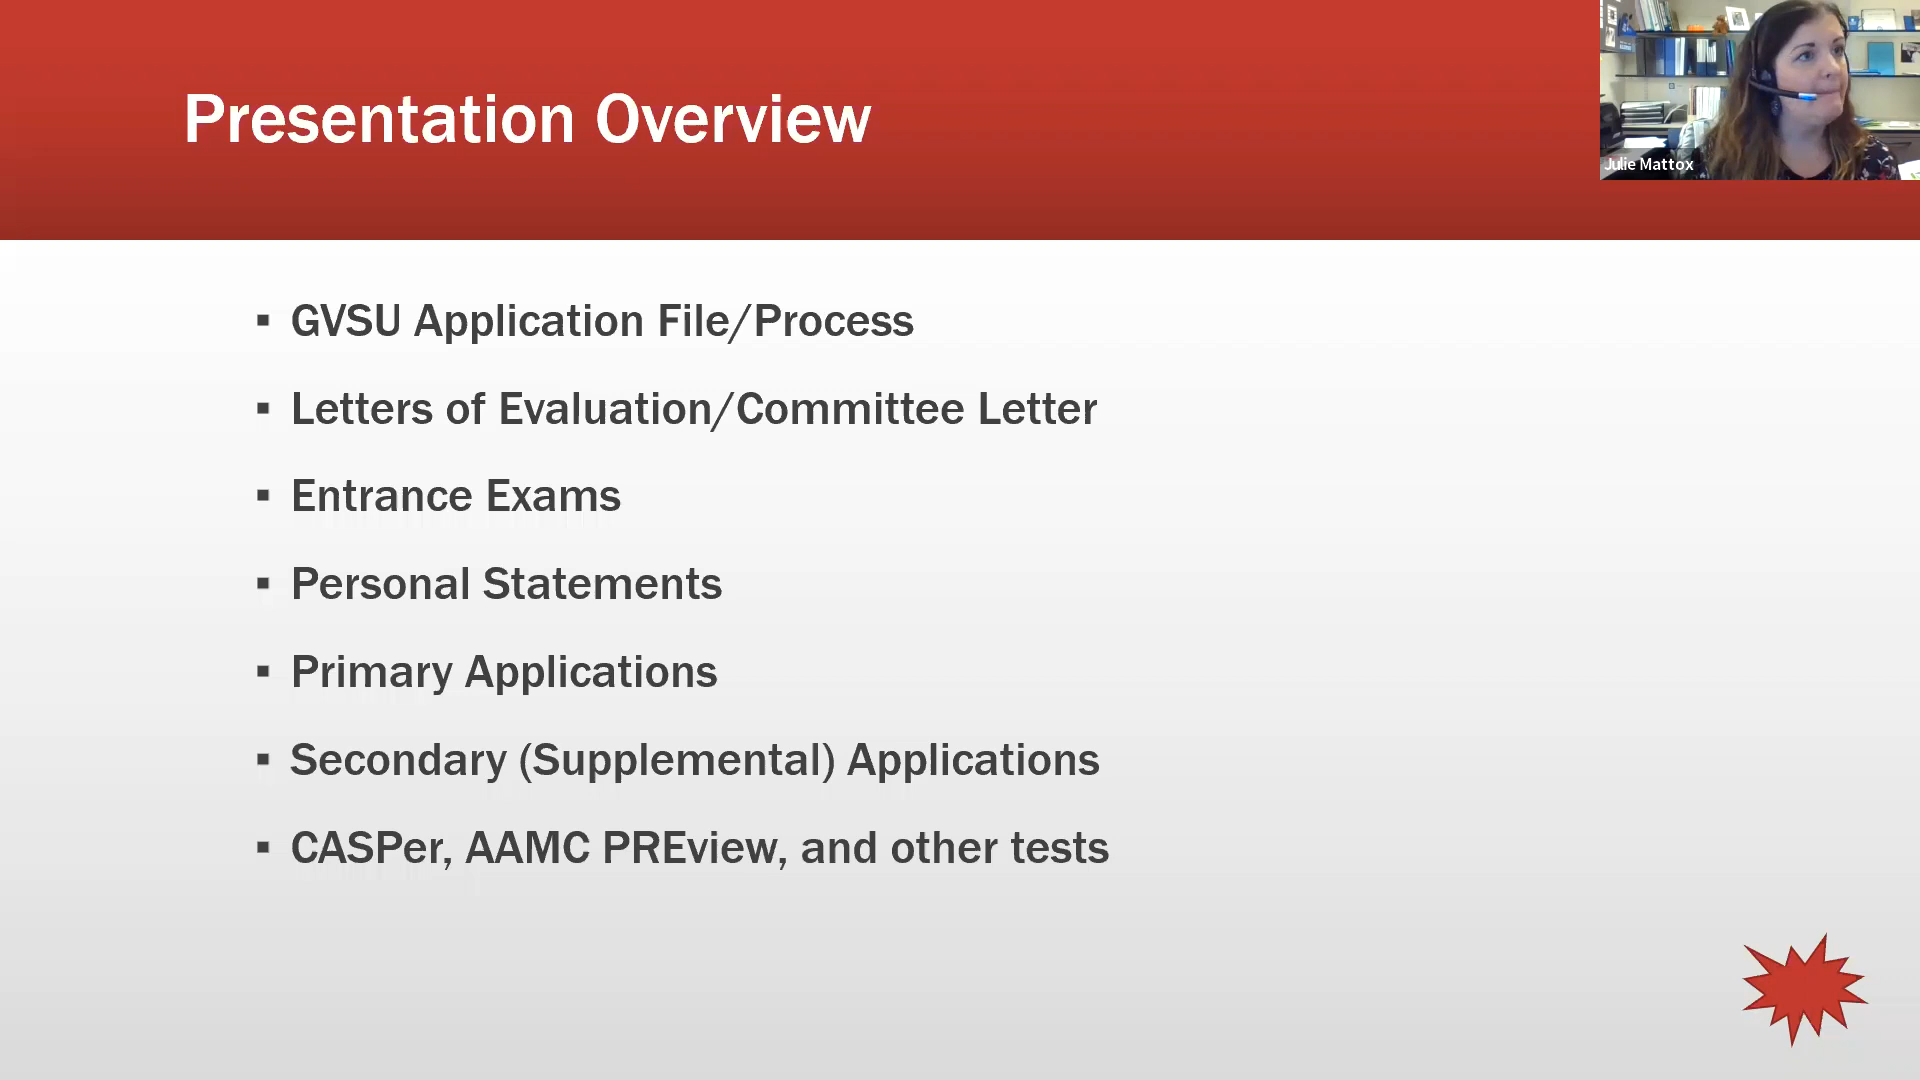 Presentation Overview
Julie Mattox
GVSU Application File/Process
Letters of Evaluation/Committee Letter
Entrance Exams
Personal Statements
Primary Applications
Secondary (Supplemental) Applications
CASPer, AAMC PREview, and other tests